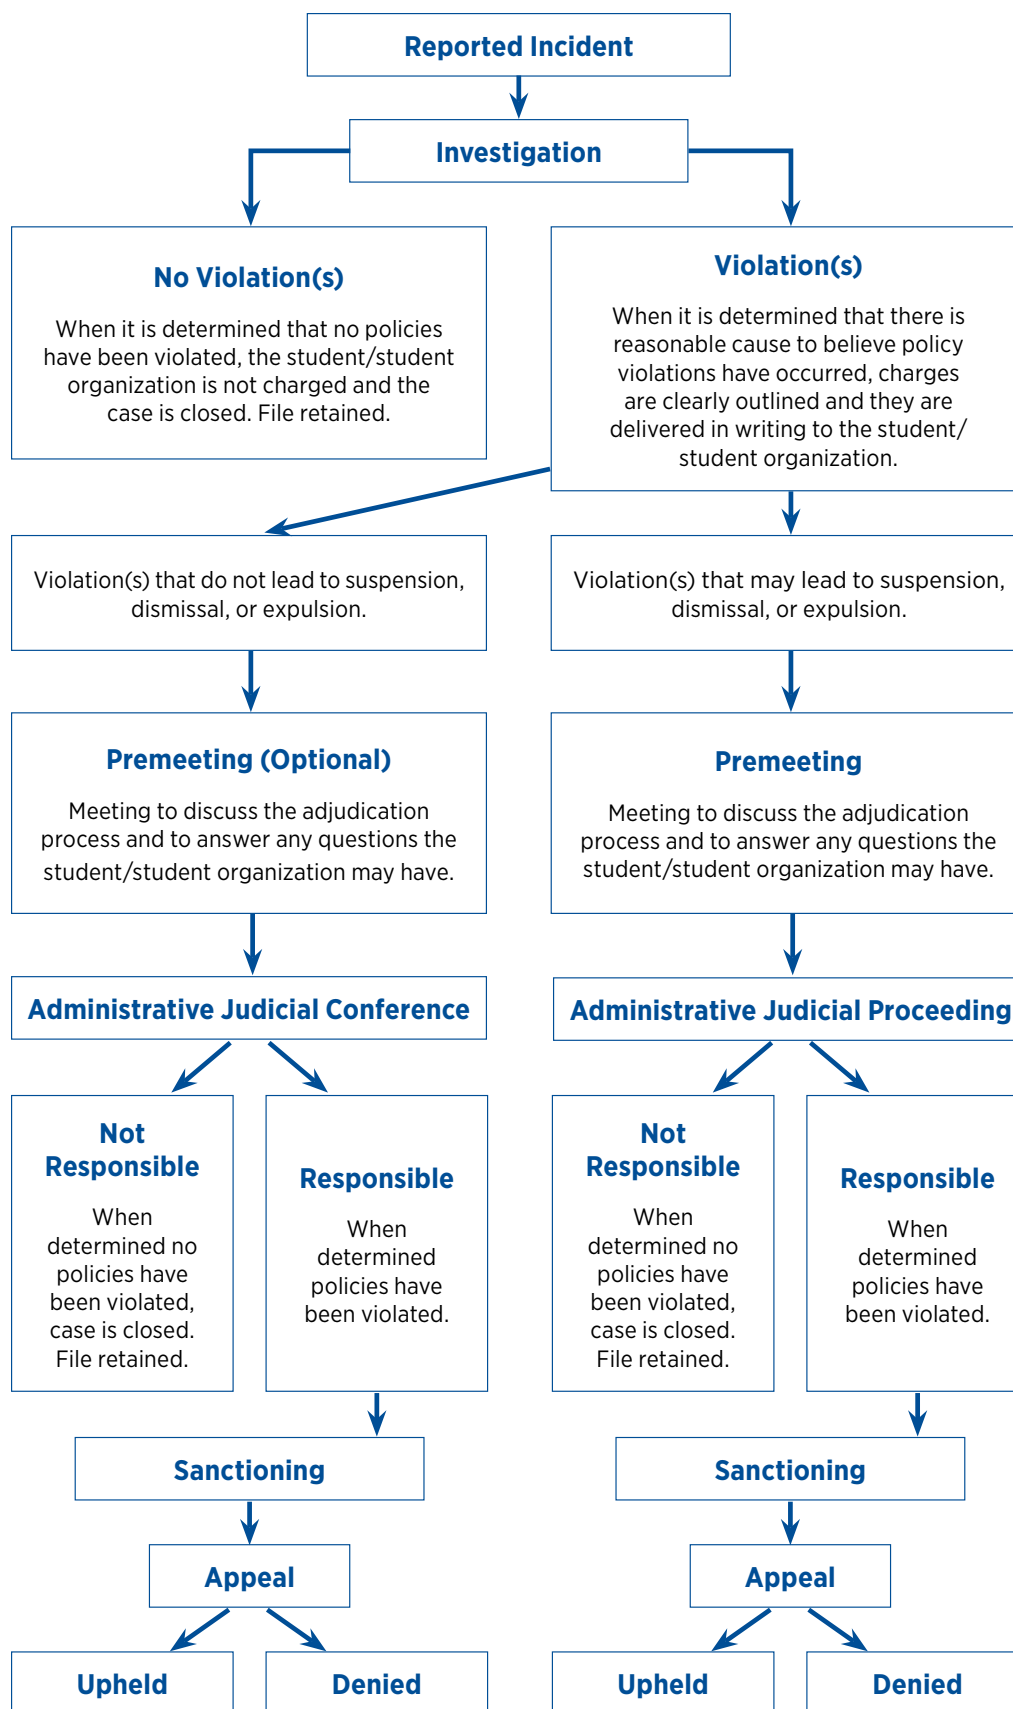 Reported Incident
Investigation
No Violation(s)
When it is determined that no policies
have been violated, the student/student
organization is not charged and the
case is closed. File retained.
Violation(s)
When it is determined that there is
reasonable cause to believe policy
violations have occurred, charges
are clearly outlined and they are
delivered in writing to the student/
student organization.
Violation(s) that do not lead to suspension,
dismissal, or expulsion.
Violation(s) that may lead to suspension,
dismissal, or expulsion.
Premeeting (Optional)
Meeting to discuss the adjudication
process and to answer any questions the
student/student organization may have.
Premeeting
Meeting to discuss the adjudication
process and to answer any questions the
student/student organization may have.
Administrative Judicial Conference
Administrative Judicial Proceeding
Not
Responsible
When
determined no
policies have
been violated,
case is closed.
File retained.
Responsible
When
determined
policies have
been violated.
Not
Responsible
When
determined no
policies have
been violated,
case is closed.
File retained.
Responsible
When
determined
policies have
been violated.
Sanctioning
Sanctioning
Appeal
Appeal
Upheld
Denied
Upheld
Denied